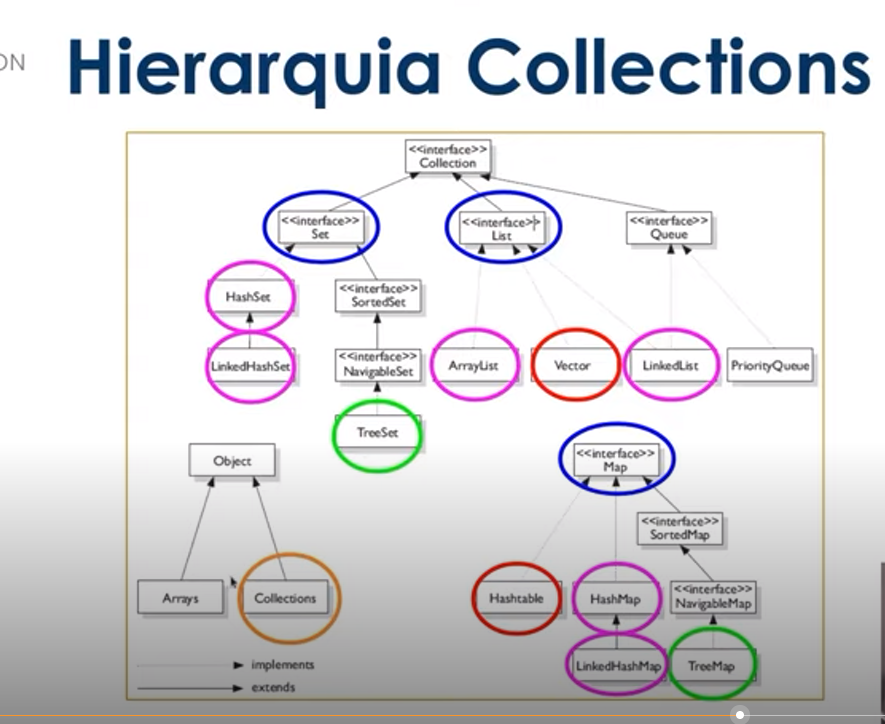 ON
Hierarquia Collections
<<interface>>
Collection
<<interface>>
Set
<<interface>>
List
<<interface>>
Queue
HashSet
<<interface>>
SortedSet
LinkedHashSet
<<interface>>
NavigableSet
ArrayList
Vector
LinkedList
PriorityQueue
TreeSet
Object
<<interface>>
Map
<<interface>>
SortedMap
Arrays
Collections
Hashtable
HashMap
<<interface>>
NavigableMap
LinkedHashMap
TreeMap
implements
extends